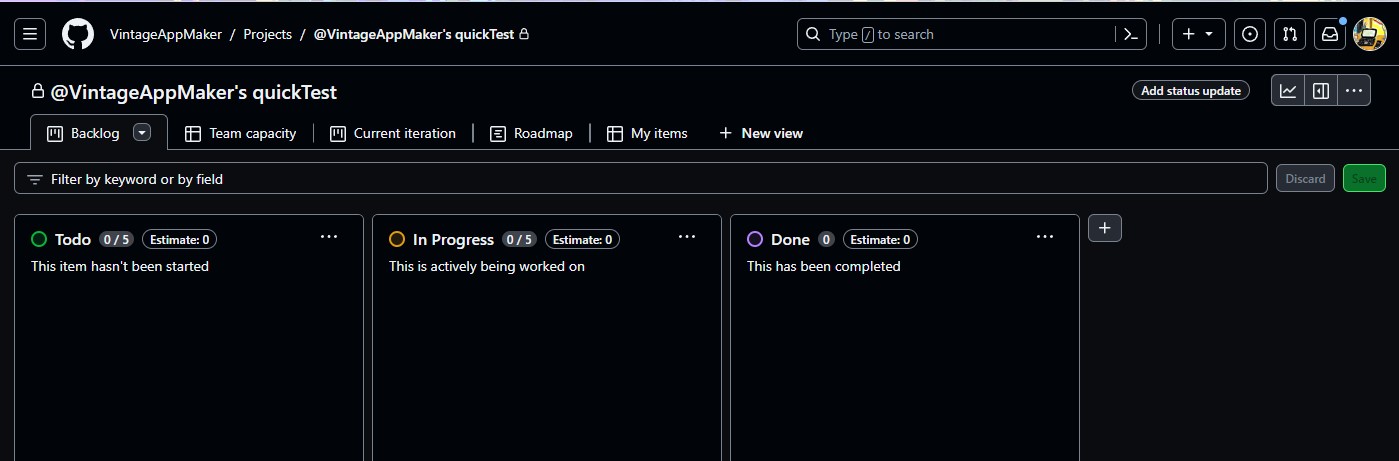 VintageAppMaker / Projects / @VintageAppMaker's quickTest
Type / to search
@VintageAppMaker's quickTest
Add status update
Backlog
Team capacity
Current iteration
Roadmap
My items
New view
Filter by keyword or by field
Discard
Save
Todo 0 / 5 Estimate: 0
This item hasn't been started
In Progress 0 / 5 Estimate: 0
This is actively being worked on
Done 0 Estimate: 0
This has been completed